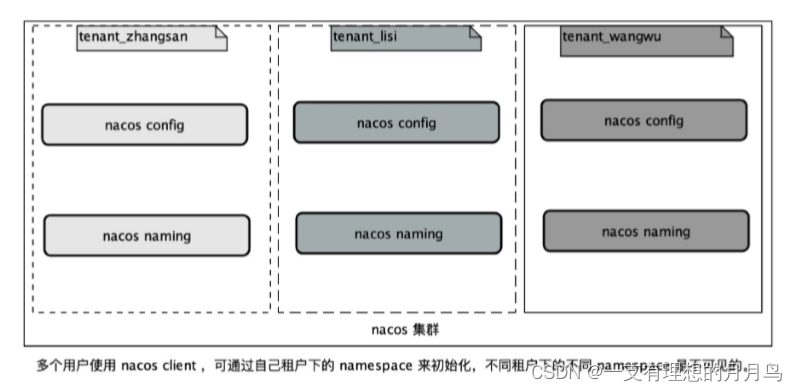 tenant_zhangsan
tenant_lisi
tenant_wangwu
nacos config
nacos config
nacos config
nacos naming
nacos naming
nacos naming
nacos 集群
多个用户使用 nacos client ，可通过自己租户下的 namespace 来初始化，不同租户下的不同 namespace 是不可见的。
CSDN @一支有理想的月月鸟